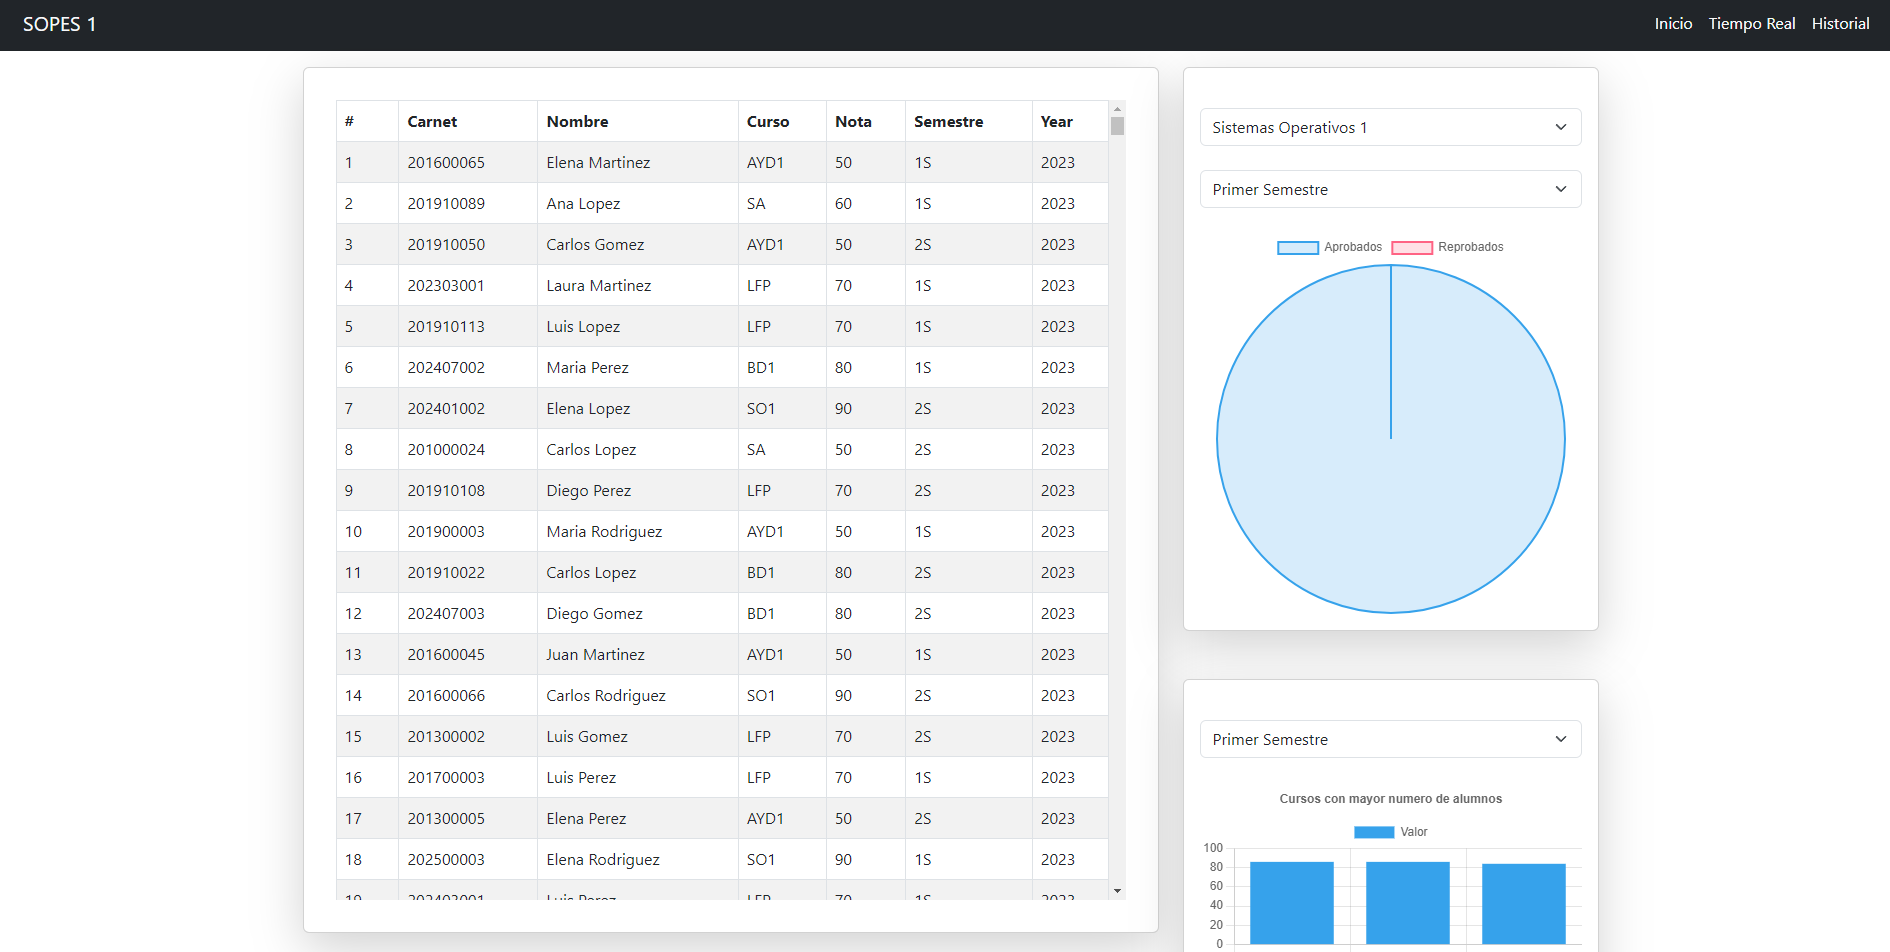 SOPES 1
Inicio Tiempo Real Historial
# Carnet Nombre Curso Nota Semestre Year
1 201600065 Elena Martinez AYD1 50 1S 2023
2 201910089 Ana Lopez SA 60 1S 2023
3 201910050 Carlos Gomez AYD1 50 2S 2023
4 202303001 Laura Martinez LFP 70 1S 2023
5 201910113 Luis Lopez LFP 70 1S 2023
6 202407002 Maria Perez BD1 80 1S 2023
7 202401002 Elena Lopez SO1 90 2S 2023
8 201000024 Carlos Lopez SA 50 2S 2023
9 201910108 Diego Perez LFP 70 2S 2023
10 201900003 Maria Rodriguez AYD1 50 1S 2023
11 201910022 Carlos Lopez BD1 80 2S 2023
12 202407003 Diego Gomez BD1 80 2S 2023
13 201600045 Juan Martinez AYD1 50 1S 2023
14 201600066 Carlos Rodriguez SO1 90 2S 2023
15 201300002 Luis Gomez LFP 70 2S 2023
16 201700003 Luis Perez LFP 70 1S 2023
17 201300005 Elena Perez AYD1 50 2S 2023
18 202500003 Elena Rodriguez SO1 90 1S 2023
Sistemas Operativos 1
Primer Semestre
Aprobados Reprobados
Primer Semestre
Cursos con mayor numero de alumnos
Valor
100
80
60
40
20
0